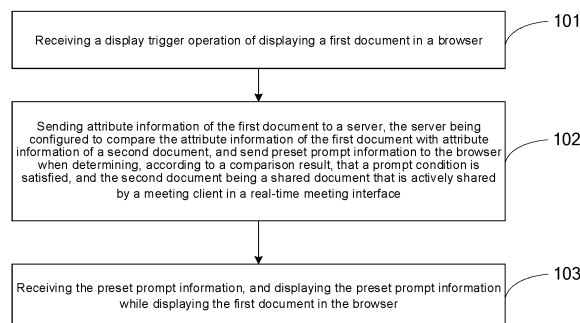 Receiving a display trigger operation of displaying a first document in a browser
101
Sending attribute information of the first document to a server, the server being
configured to compare the attribute information of the first document with attribute
information of a second document, and send preset prompt information to the browser
when determining, according to a comparison result, that a prompt condition is
satisfied, and the second document being a shared document that is actively shared
by a meeting client in a real-time meeting interface
102
Receiving the preset prompt information, and displaying the preset prompt information
while displaying the first document in the browser
103